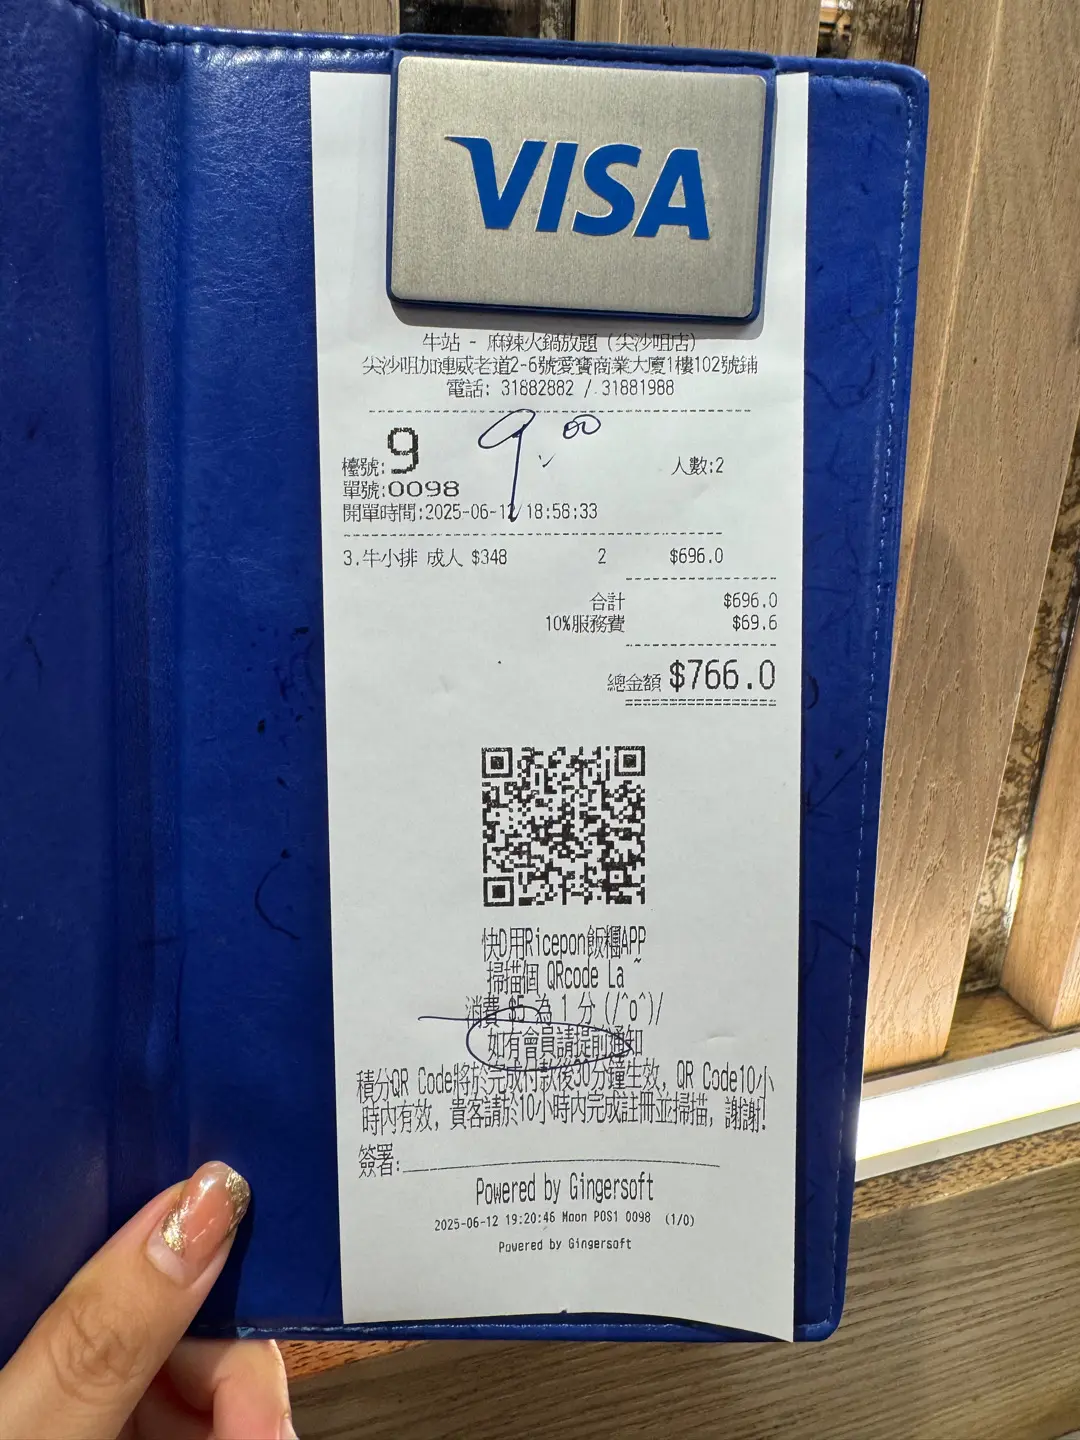 VISA
牛站 - 麻辣火鍋放題 (尖沙咀店)
尖沙咀加連威老道2-6號愛賓商業大廈1樓102號鋪
電話: 31882882 / 31881988
9.00
檯號:9
人數:2
單號:0098
開單時間:2025-06-12 18:58:33
3.牛小排 成人 $348 2 $696.0
合計 $696.0
10%服務費 $69.6
總金額 $766.0
快D用Ricepon飯糰APP
掃描個 QRcode La ~
消費 $5 為 1 分 (/^o^)/
如有會員請提前通知
積分QR Code將於完成付款後30分鐘生效, QR Code10小
時內有效, 貴客請於10小時內完成註冊並掃描, 謝謝!
簽署:
Powered by Gingersoft
2025-06-12 19:20:46 Moon POS1 0098 (1/0)
Powered by Gingersoft